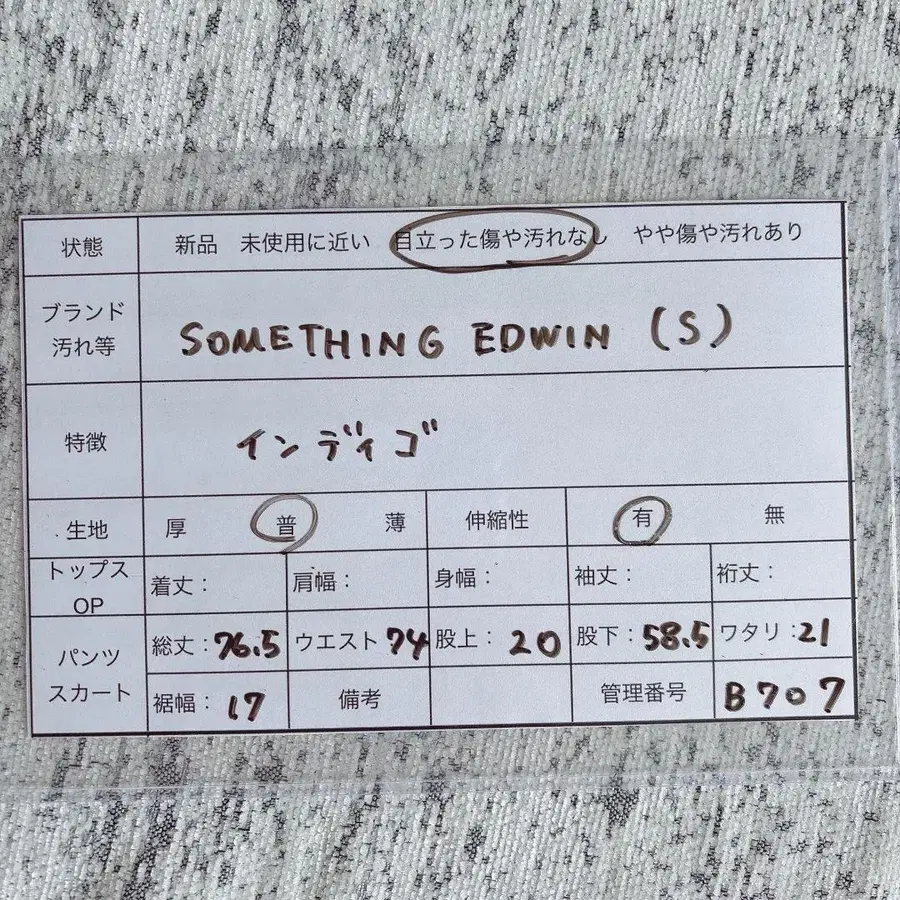 状態 新品 未使用に近い 目立った傷や汚れなし やや傷や汚れあり
ブランド
汚れ等
SOMETHING EDWIN (S)
特徴 インディゴ
生地 厚 普 薄 伸縮性 有 無
トップス
OP
着丈: 肩幅: 身幅: 袖丈: 裄丈:
パンツ
スカート
総丈:76.5 ウエスト 74 股上:20 股下:58.5 ワタリ:21
裾幅:17 備考 管理番号 B707